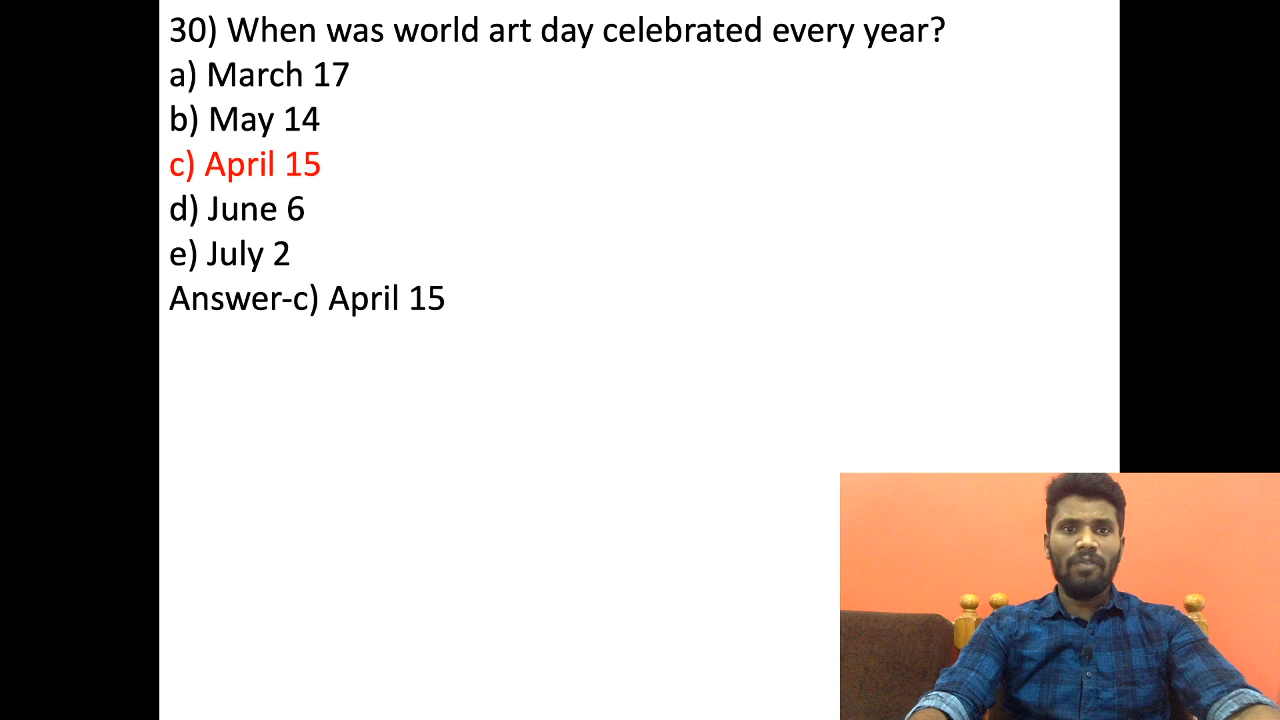 30) When was world art day celebrated every year?
a) March 17
b) May 14
c) April 15
d) June 6
e) July 2
Answer-c) April 15